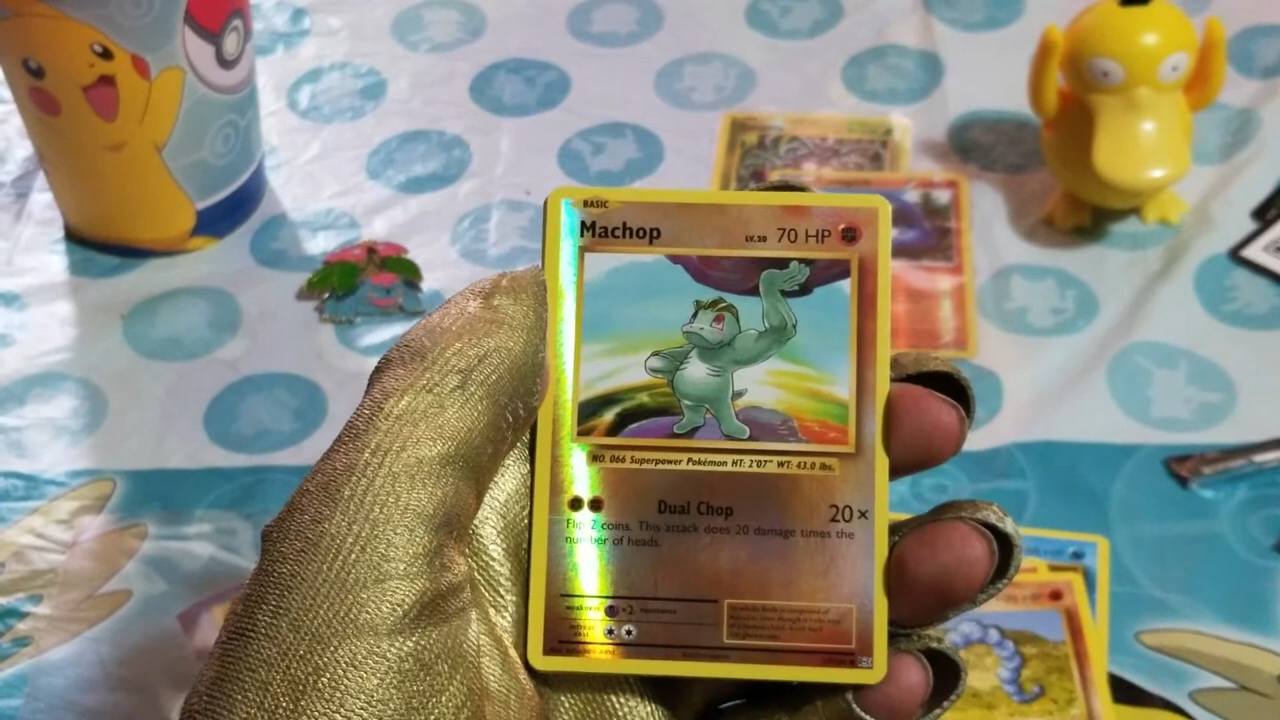 BASIC
Machop LV.20 70 HP
NO. 066 Superpower Pokémon HT: 2'07" WT: 43.0 lbs.
Dual Chop 20×
Flip 2 coins. This attack does 20 damage times the
number of heads.
weakness ×2 resistance
retreat
cost